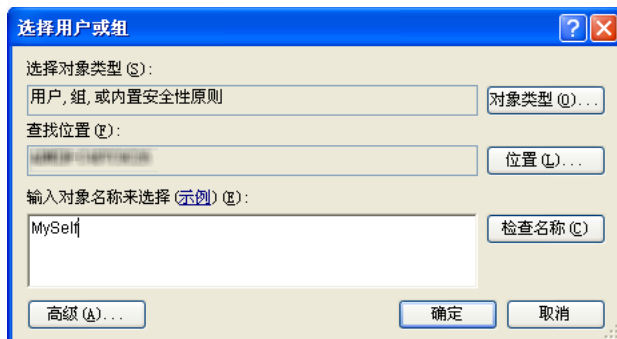 选择用户或组
选择对象类型(S):
用户,组,或内置安全性原则
对象类型(O)...
查找位置(F):
位置(L)...
输入对象名称来选择(示例)(E):
MySelf
检查名称(C)
高级(A)...
确定
取消